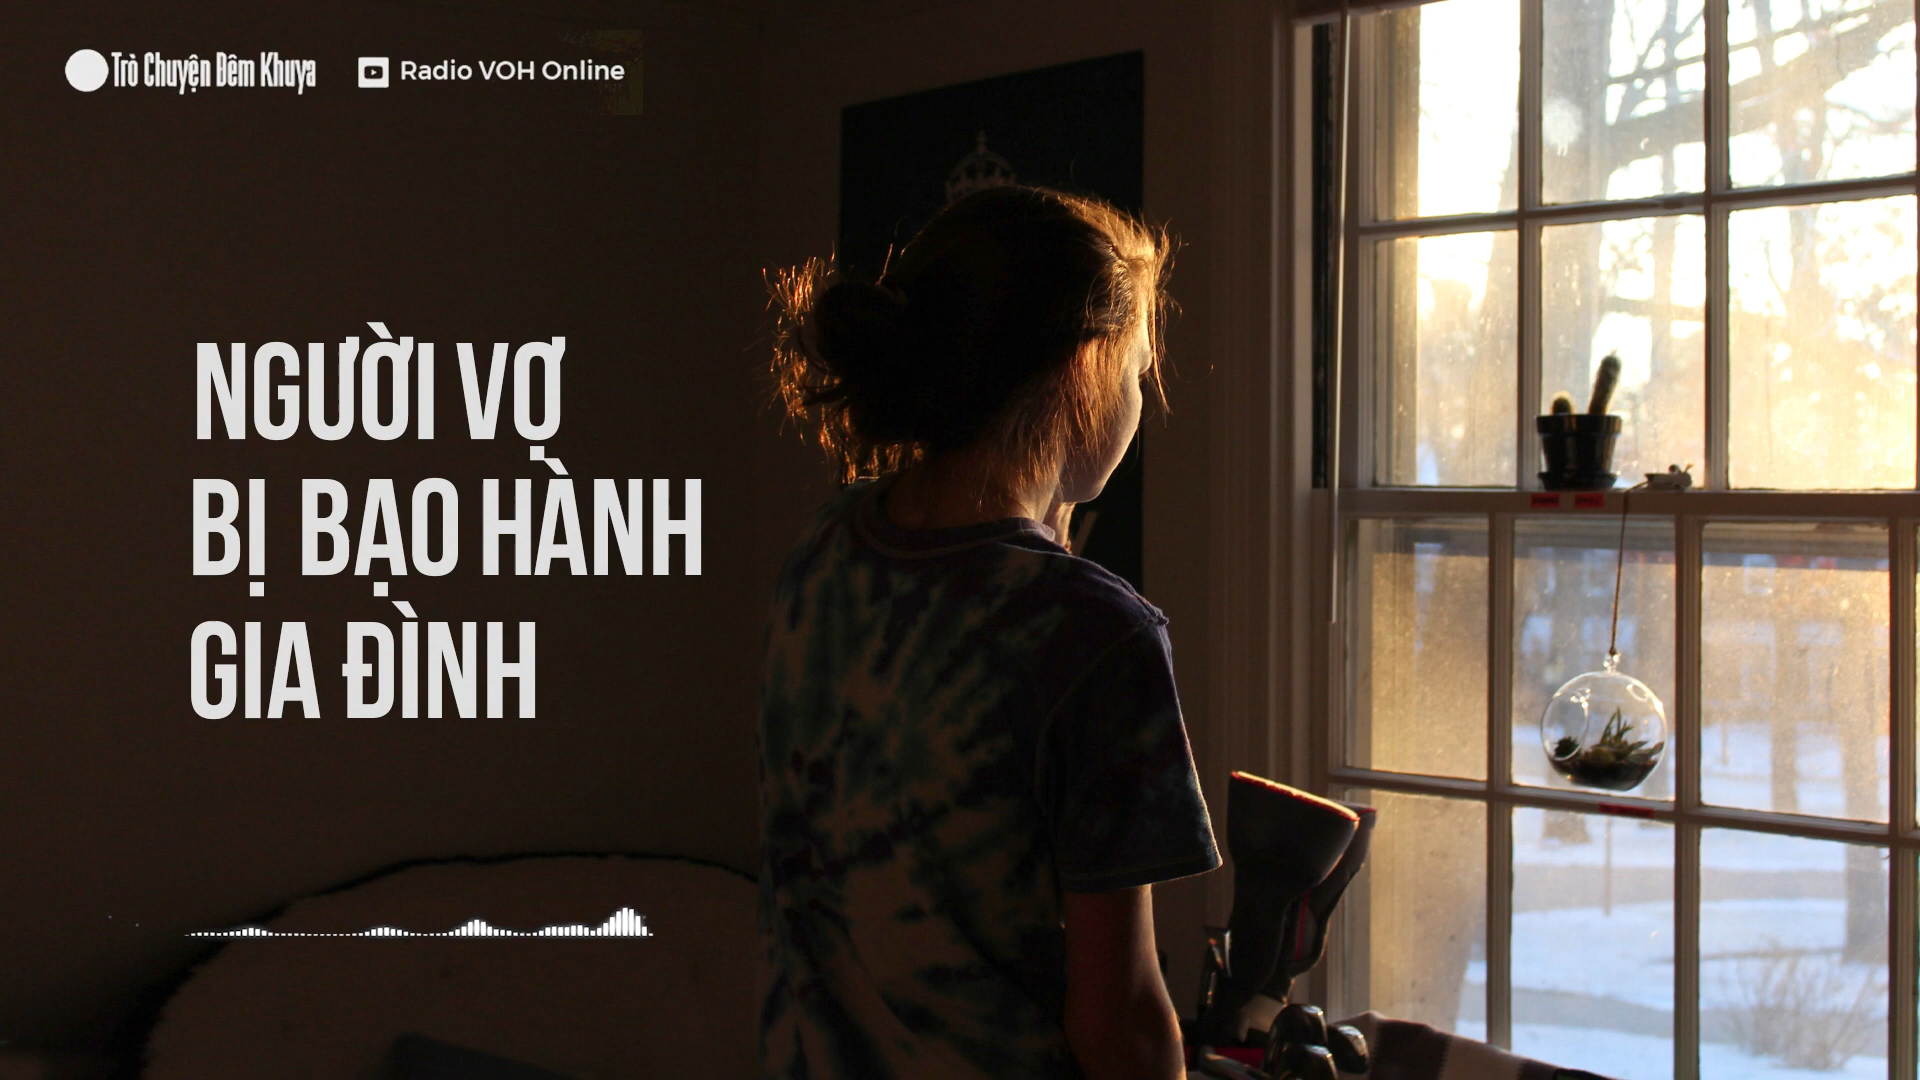 Trò Chuyện Đêm Khuya
Radio VOH Online
NGƯỜI VỢ
BỊ BẠO HÀNH
GIA ĐÌNH